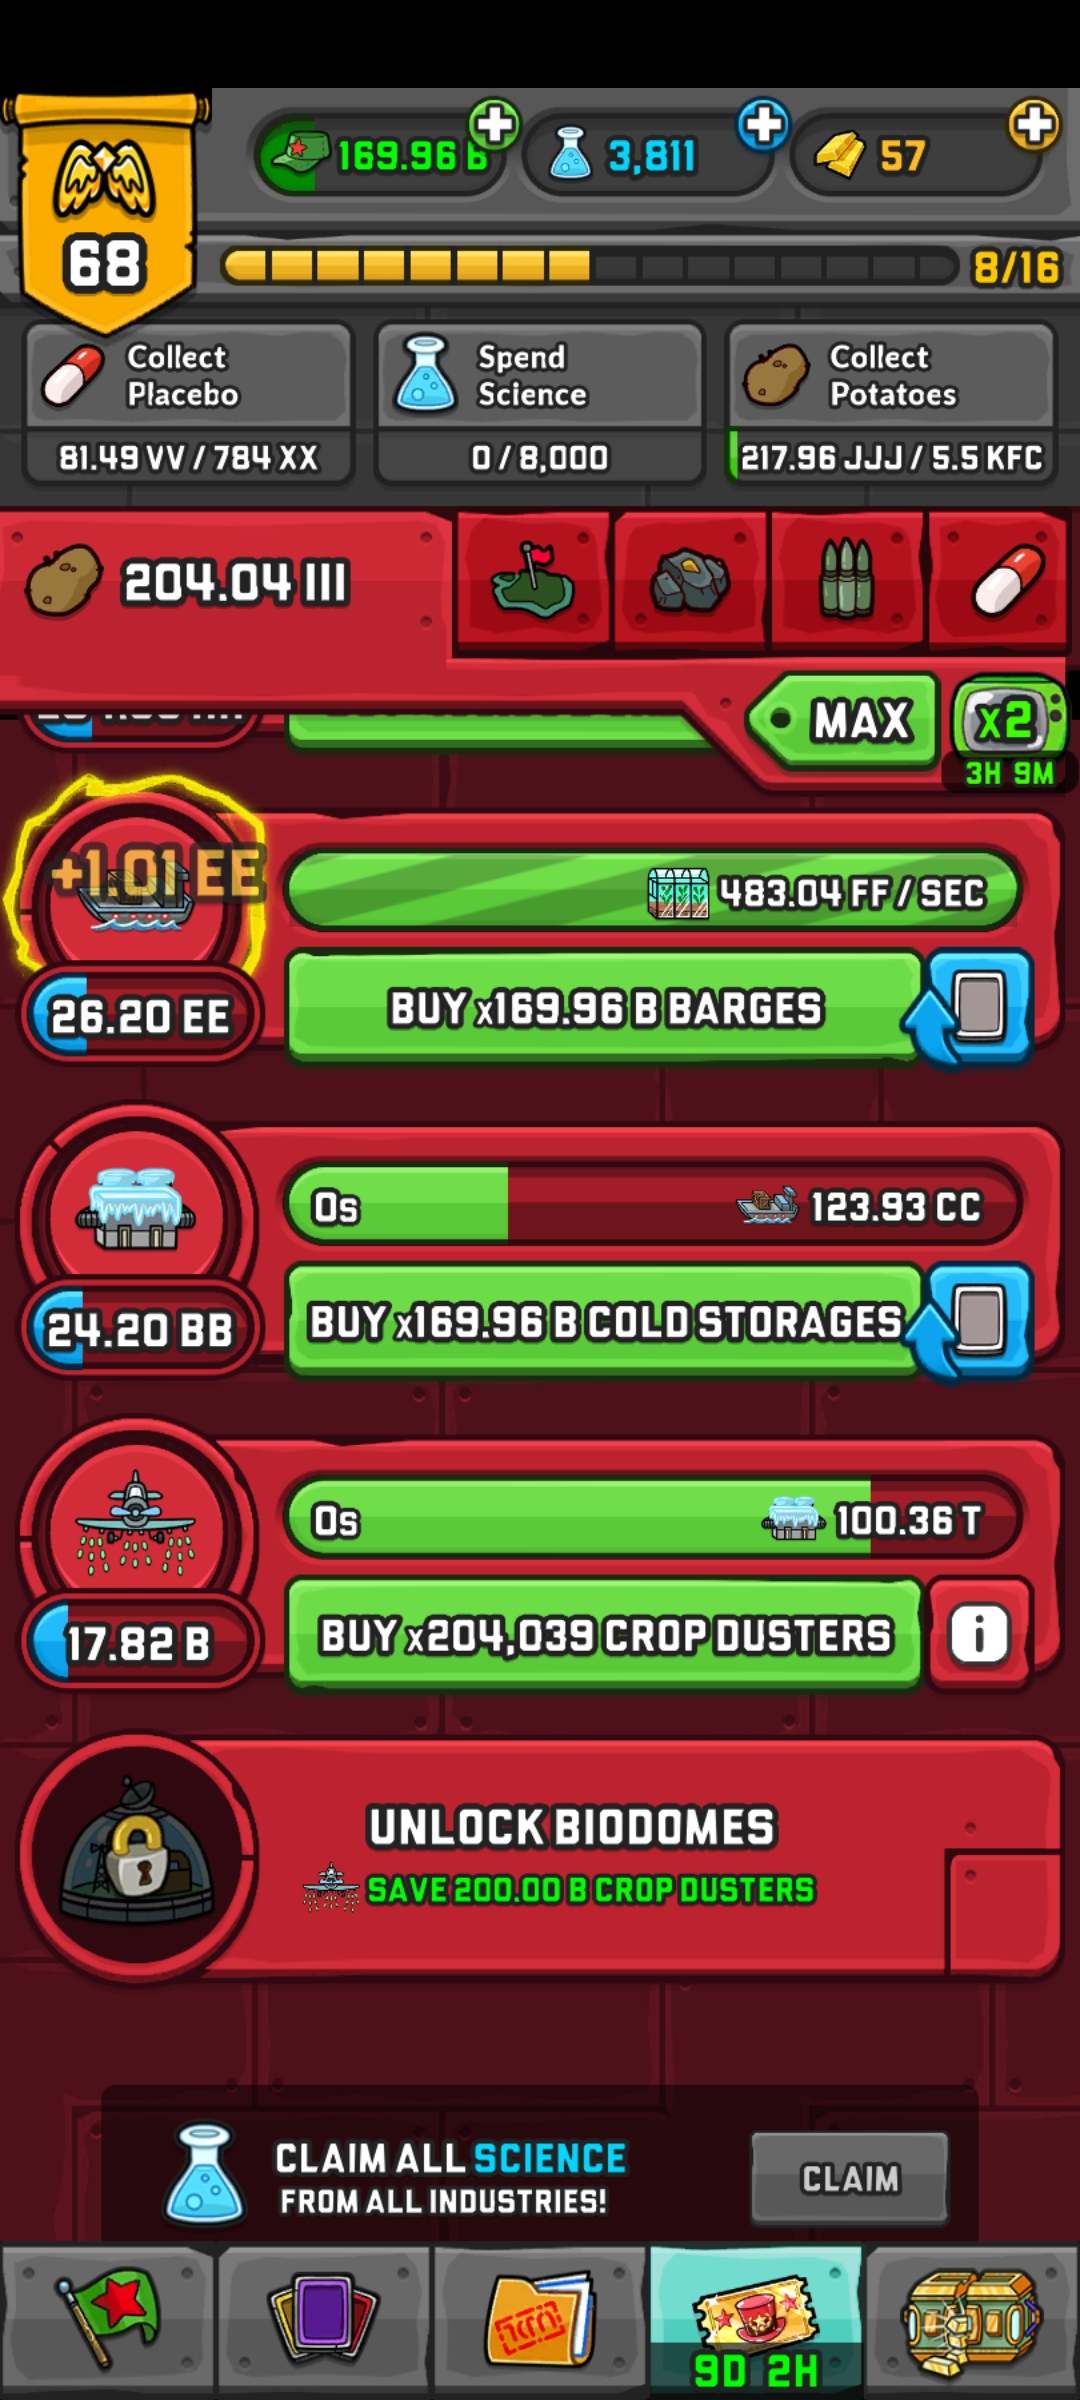 169.96 B
3,811
57
68
8/16
Collect
Placebo
81.49 VV / 784 XX
Spend
Science
0 / 8,000
Collect
Potatoes
217.96 JJJ / 5.5 KFC
204.04 III
MAX
x2
3H 9M
+1.01 EE
483.04 FF / SEC
26.20 EE
BUY x169.96 B BARGES
0s
123.93 CC
24.20 BB
BUY x169.96 B COLD STORAGES
0s
100.36 T
17.82 B
BUY x204,039 CROP DUSTERS
i
UNLOCK BIODOMES
SAVE 200.00 B CROP DUSTERS
CLAIM ALL SCIENCE
FROM ALL INDUSTRIES!
CLAIM
9D 2H